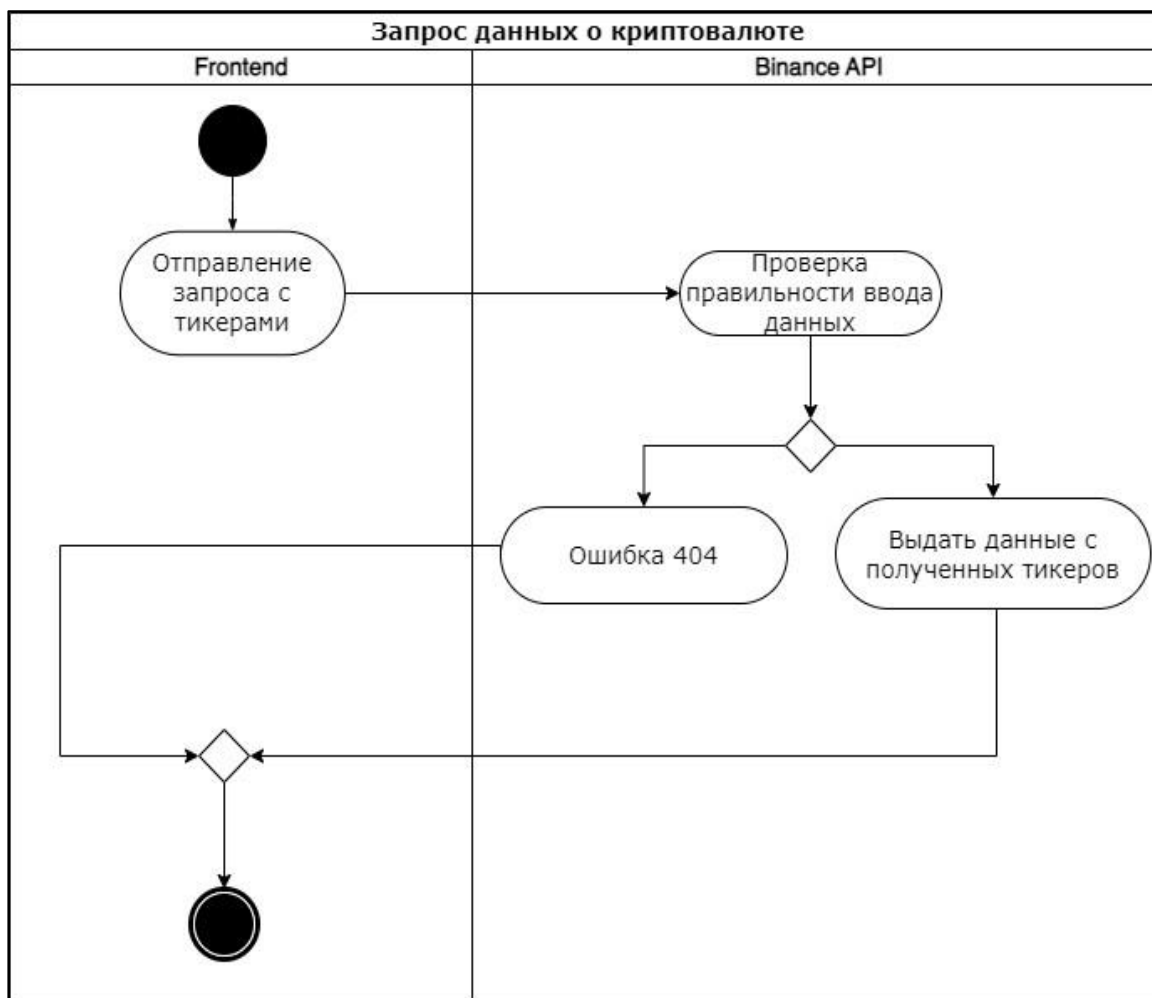 Запрос данных о криптовалюте
Frontend
Binance API
Отправление
запроса с
тикерами
Проверка
правильности ввода
данных
Ошибка 404
Выдать данные с
полученных тикеров